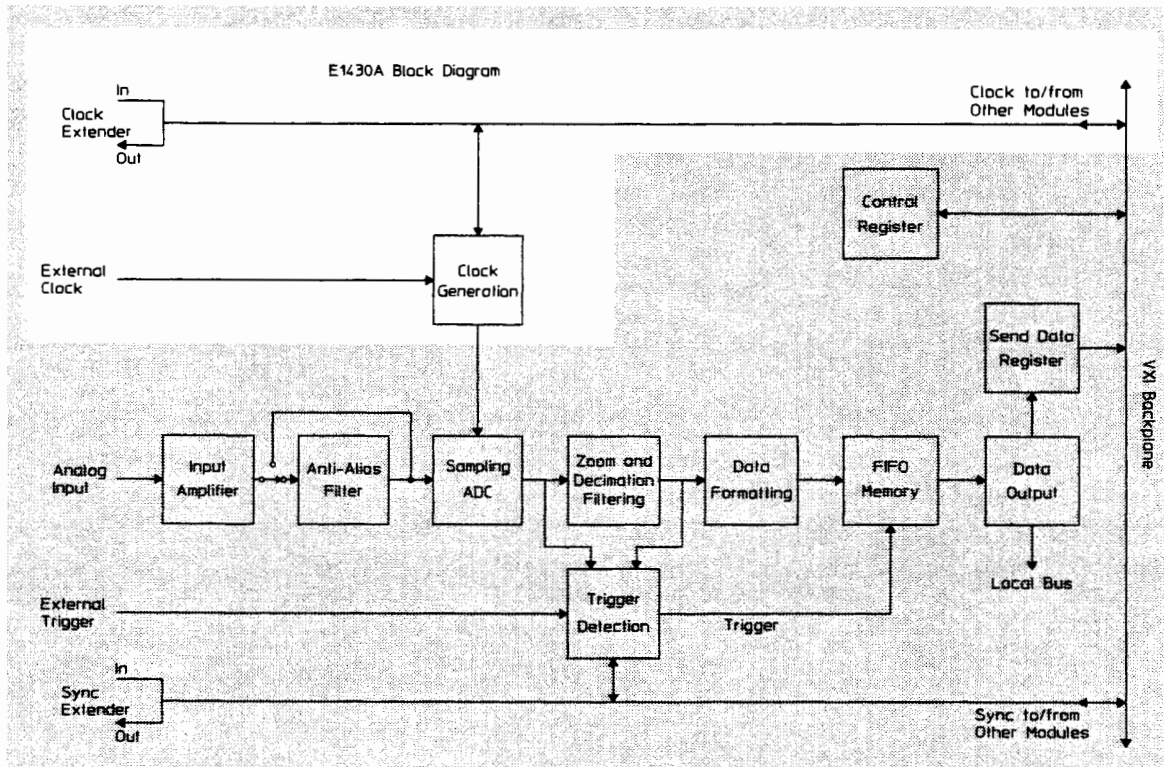 E1430A Block Diagram
In
Clock
Extender
Out
Clock to/from
Other Modules
Control
Register
External
Clock
Clock
Generation
Send Data
Register
VXI Backplane
Analog
Input
Input
Amplifier
Anti-Alias
Filter
Sampling
ADC
Zoom and
Decimation
Filtering
Data
Formatting
FIFO
Memory
Data
Output
Local Bus
External
Trigger
Trigger
Detection
Trigger
In
Sync
Extender
Out
Sync to/from
Other Modules